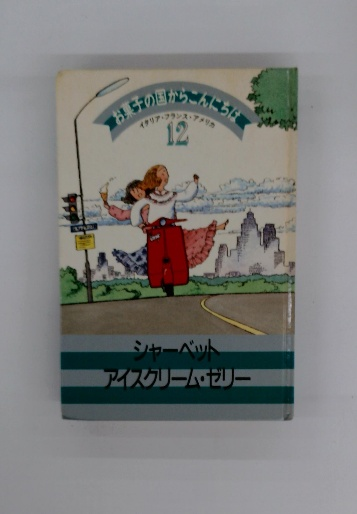 お菓子の国からこんにちは
イタリア・フランス・アメリカ
12
シャーベット
アイスクリーム・ゼリー